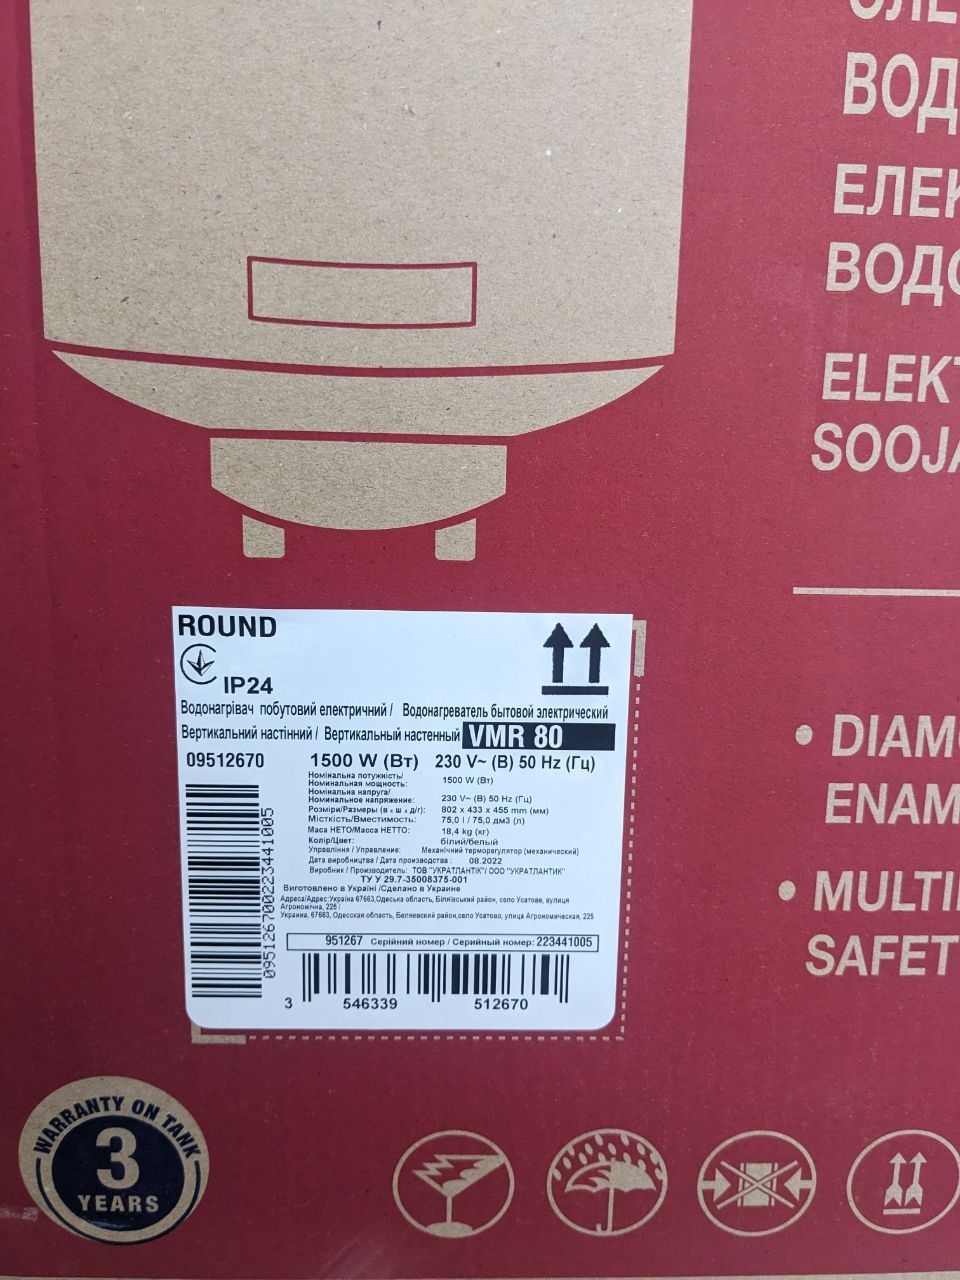 ВОД
ЕЛЕК
ВОДО
ELEKT
SOOJA
ROUND
IP24
Водонагрівач побутовий електричний / Водонагреватель бытовой электрический
Вертикальний настінний / Вертикальный настенный VMR 80
09512670 1500 W (Вт) 230 V~ (В) 50 Hz (Гц)
Номінальна потужність/
Номинальная мощность: 1500 W (Вт)
Номінальна напруга/
Номинальное напряжение: 230 V~ (В) 50 Hz (Гц)
Розміри/Размеры (в х ш х д/г): 802 x 433 x 455 mm (мм)
Місткість/Вместимость: 75,0 l / 75,0 дм3 (л)
Маса НЕТО/Масса НЕТТО: 18,4 kg (кг)
Колір/Цвет: білий/белый
Управління / Управление: Механічний терморегулятор (механический)
Дата виробництва / Дата производства : 08.2022
Виробник / Производитель: ТОВ "УКРАТЛАНТІК"/ ООО "УКРАТЛАНТИК"
ТУ У 29.7-35008375-001
Виготовлено в Україні /Сделано в Украине
Адреса/Адрес:Україна 67663,Одеська область, Біляївський район, село Усатове, вулиця
Агрономічна, 225 /
Украина, 67663, Одесская область, Беляевский район,село Усатово, улица Агрономическая, 225
951267 Серійний номер / Серийный номер: 223441005
3 546339 512670
095126700223441005
• DIAM
ENAM
• MULTI
SAFET
WARRANTY ON TANK
3
YEARS